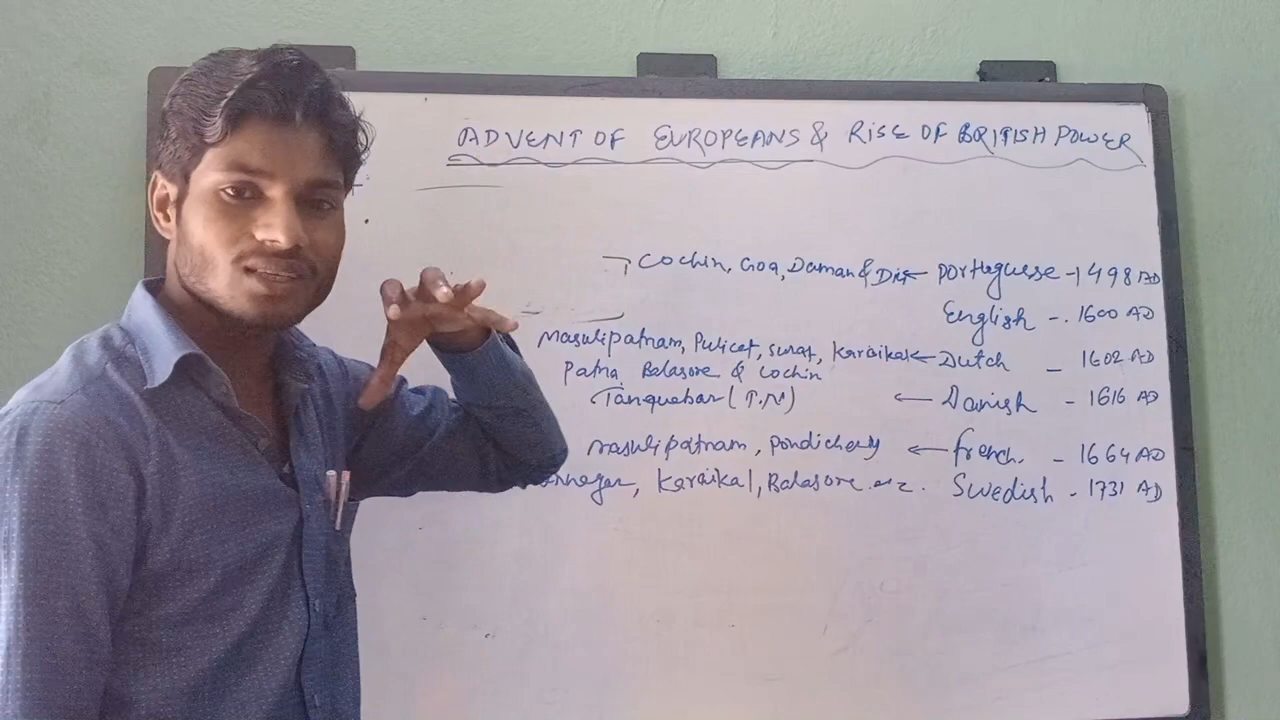 ADVENT OF EUROPEANS & RISE OF BRITISH POWER
Cochin, Goa, Daman & Diu ← Portuguesse - 1498 AD
English - 1600 AD
Masulipatnam, Pulicat, Surat, Karaikal ← Dutch - 1602 AD
Patna Balasore & Cochin
Tanquebar (T.N) ← Danish - 1616 AD
Masulipatnam, Pondicherry ← french. - 1664 AD
nnagar, Karaikal, Balasore etc. Swedish - 1731 AD